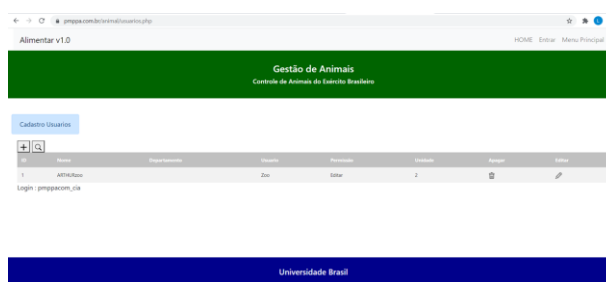 pmppa.com.br/animal/usuarios.php
Alimentar v1.0 HOME Entrar Menu Principal
Gestão de Animais
Controle de Animais do Exército Brasileiro
Cadastro Usuarios
ID Nome Departamento Usuario Permissão Unidade Apagar Editar
1 ARTHURzoo Zoo Editar 2
Login : pmppacom_cia
Universidade Brasil